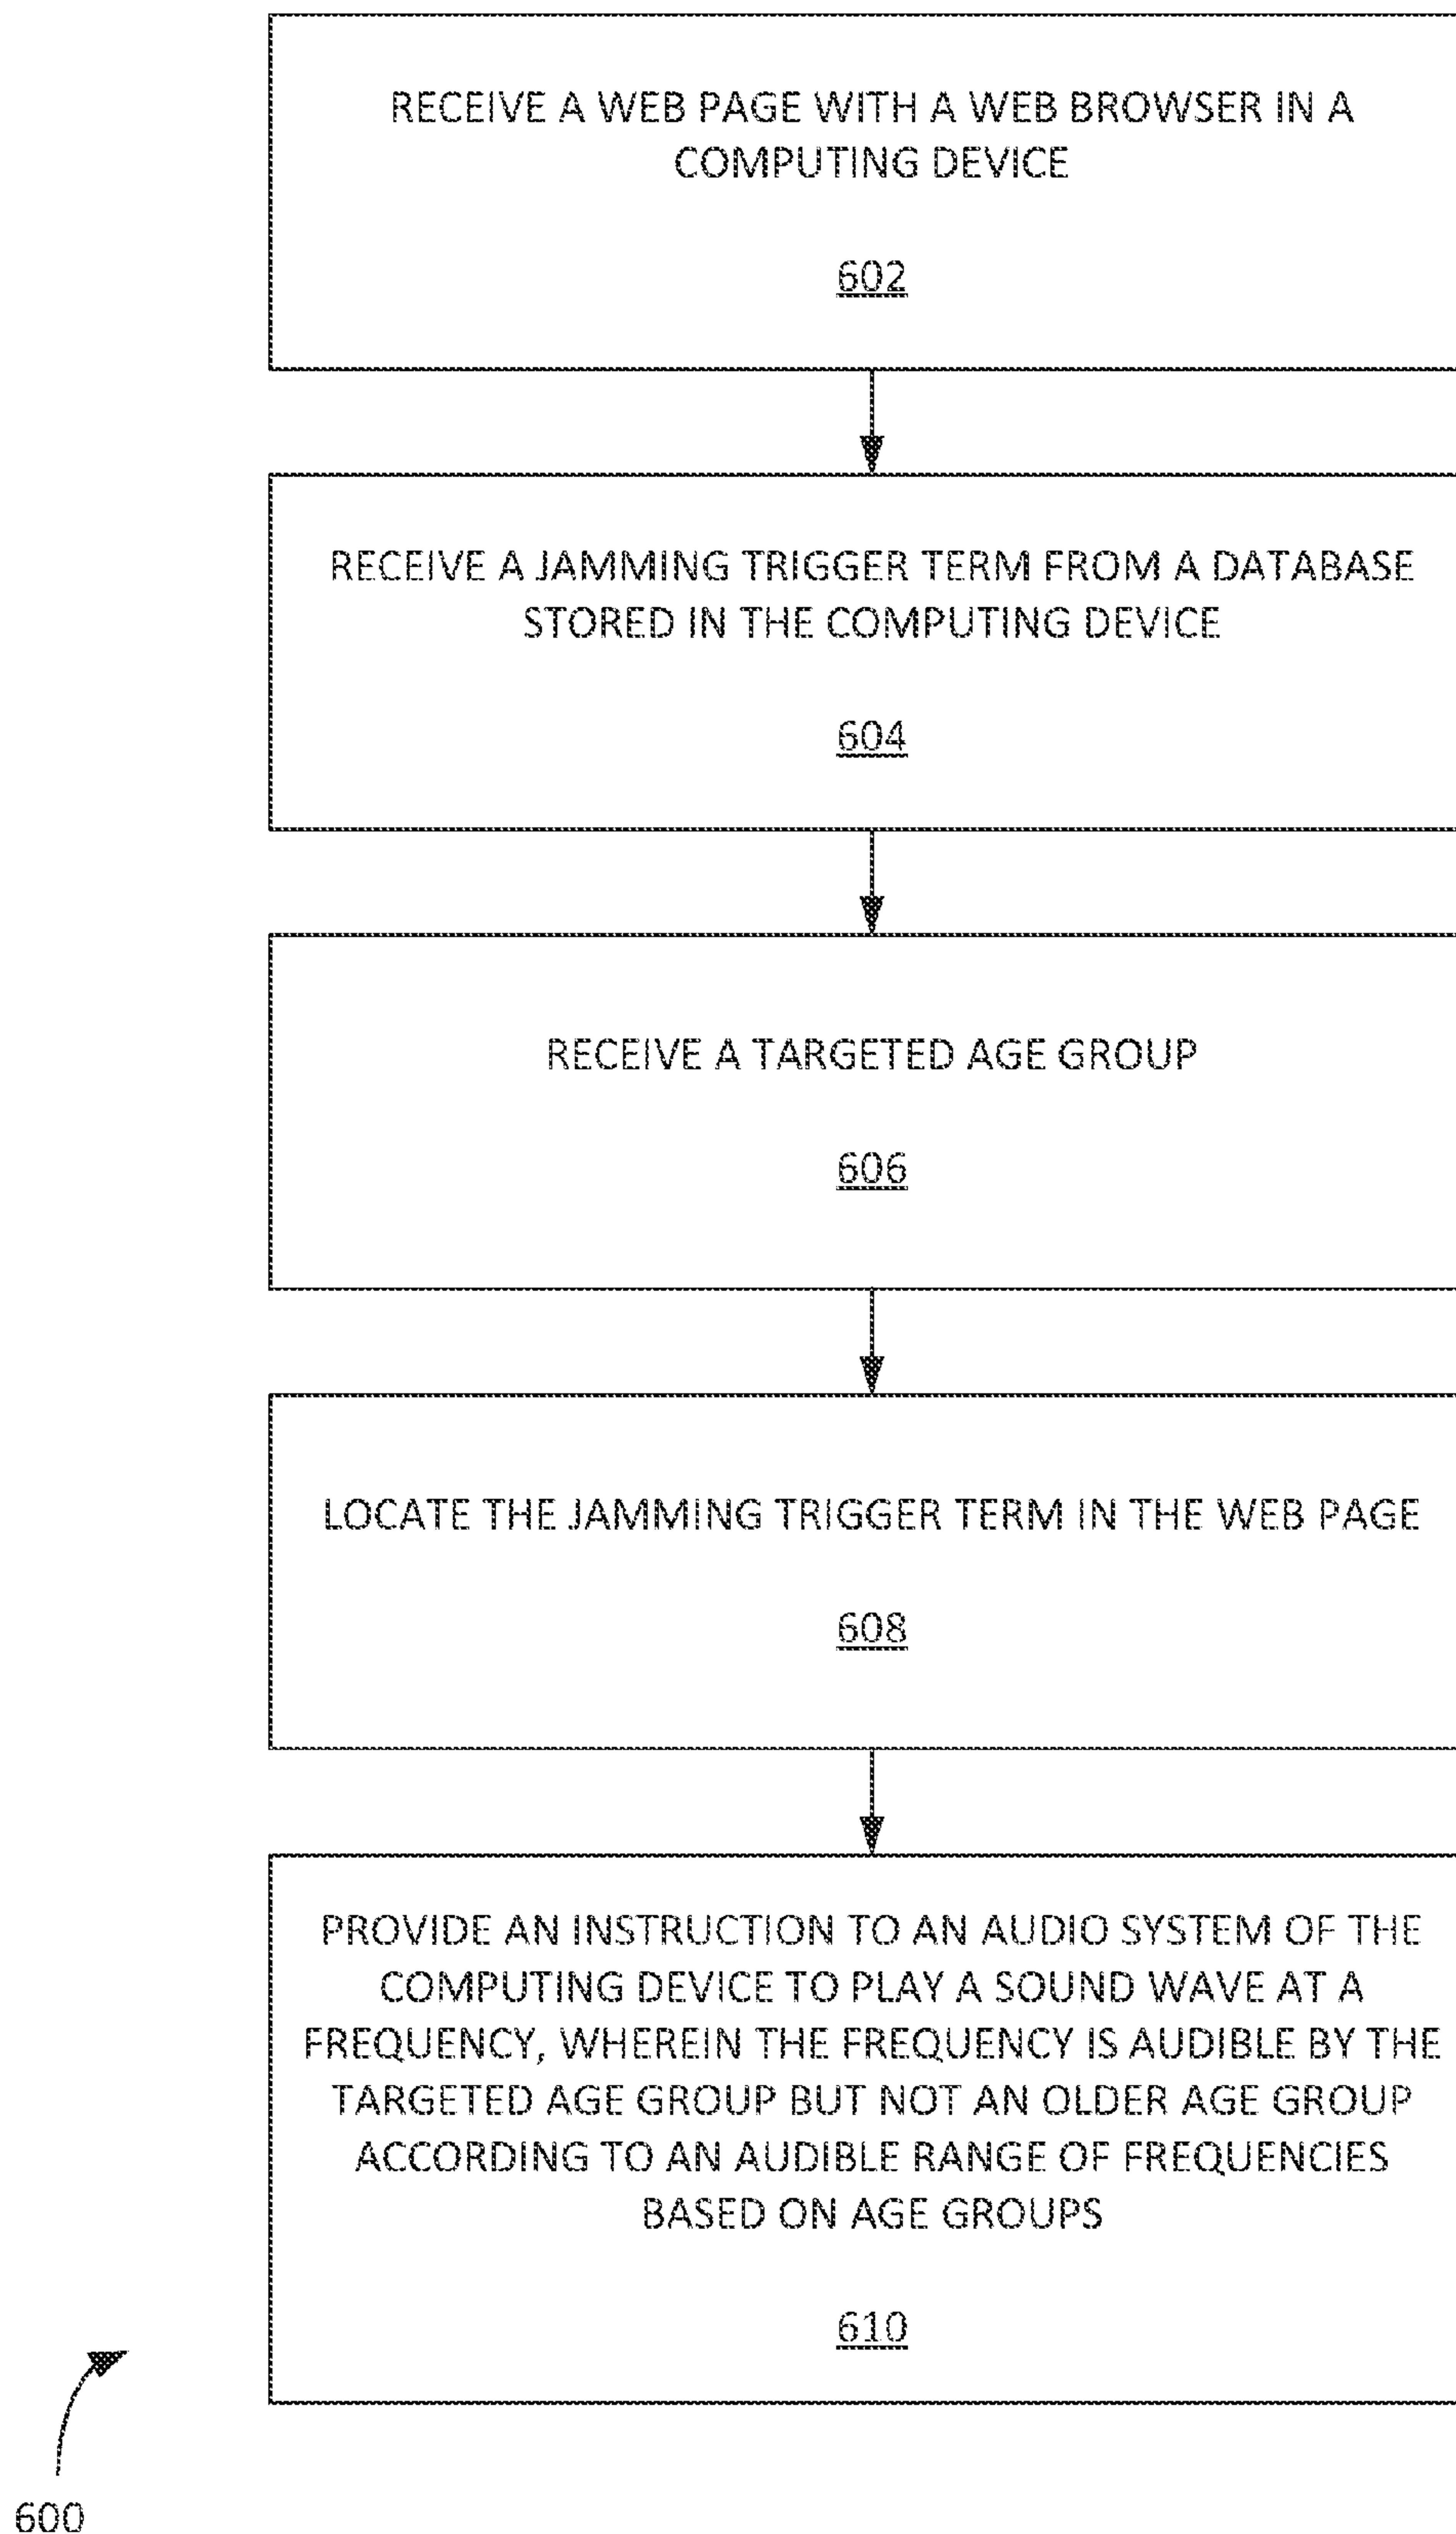 RECEIVE A WEB PAGE WITH A WEB BROWSER IN A
COMPUTING DEVICE
602
RECEIVE A JAMMING TRIGGER TERM FROM A DATABASE
STORED IN THE COMPUTING DEVICE
604
RECEIVE A TARGETED AGE GROUP
606
LOCATE THE JAMMING TRIGGER TERM IN THE WEB PAGE
608
PROVIDE AN INSTRUCTION TO AN AUDIO SYSTEM OF THE
COMPUTING DEVICE TO PLAY A SOUND WAVE AT A
FREQUENCY, WHEREIN THE FREQUENCY IS AUDIBLE BY THE
TARGETED AGE GROUP BUT NOT AN OLDER AGE GROUP
ACCORDING TO AN AUDIBLE RANGE OF FREQUENCIES
BASED ON AGE GROUPS
610
600